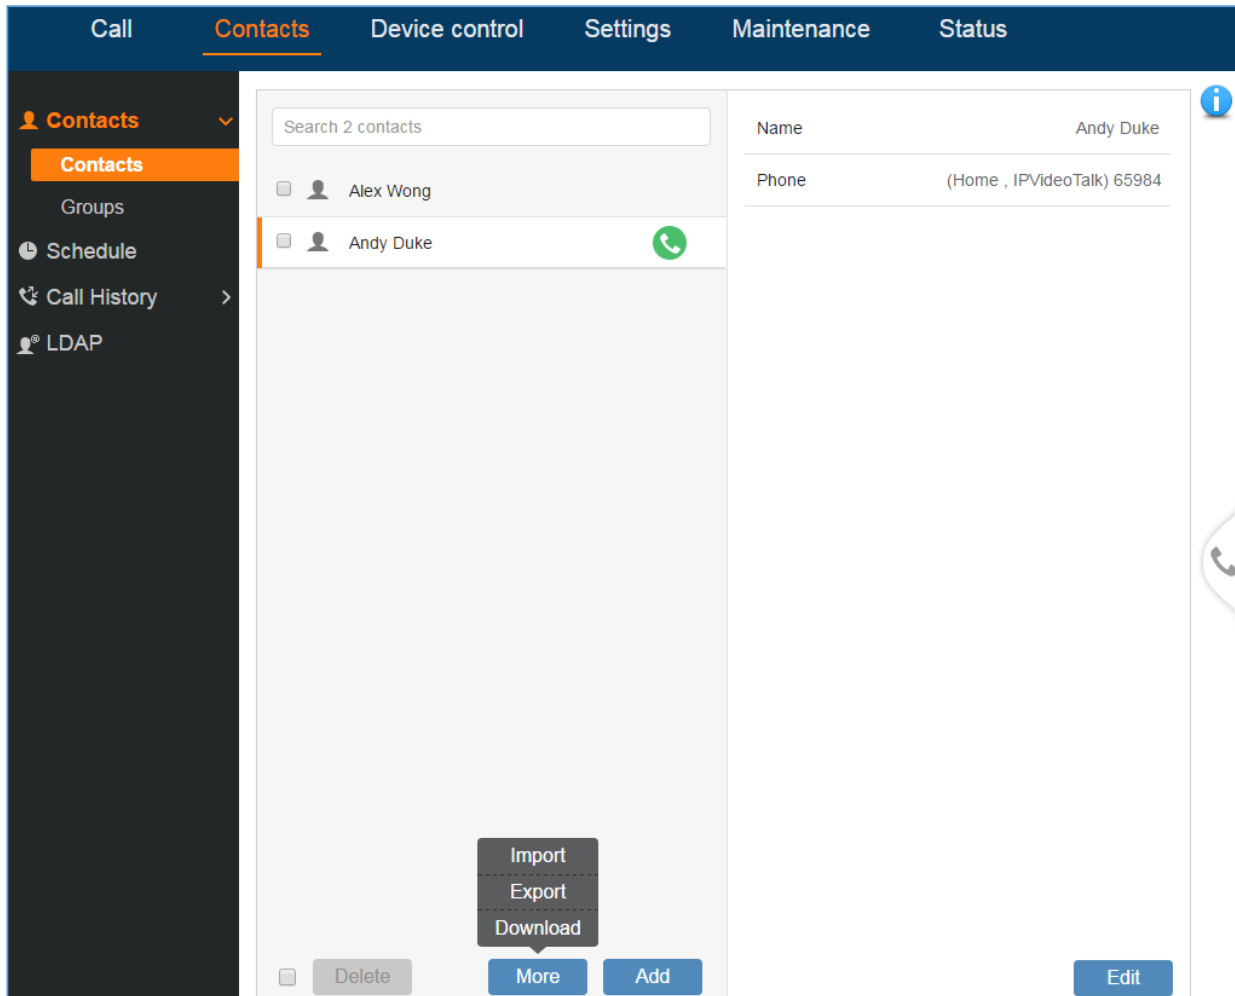 Call Contacts Device control Settings Maintenance Status
Contacts
Contacts
Groups
Schedule
Call History
LDAP
Search 2 contacts
Alex Wong
Andy Duke
Name Andy Duke
Phone (Home , IPVideoTalk) 65984
Import
Export
Download
Delete More Add
Edit